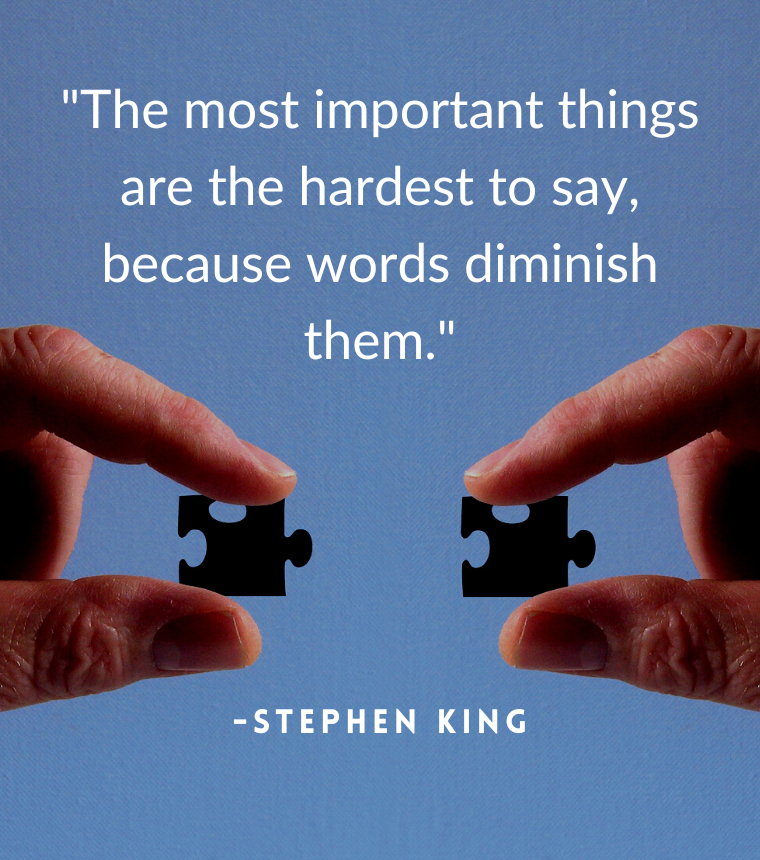 "The most important things
are the hardest to say,
because words diminish
them."
-STEPHEN KING